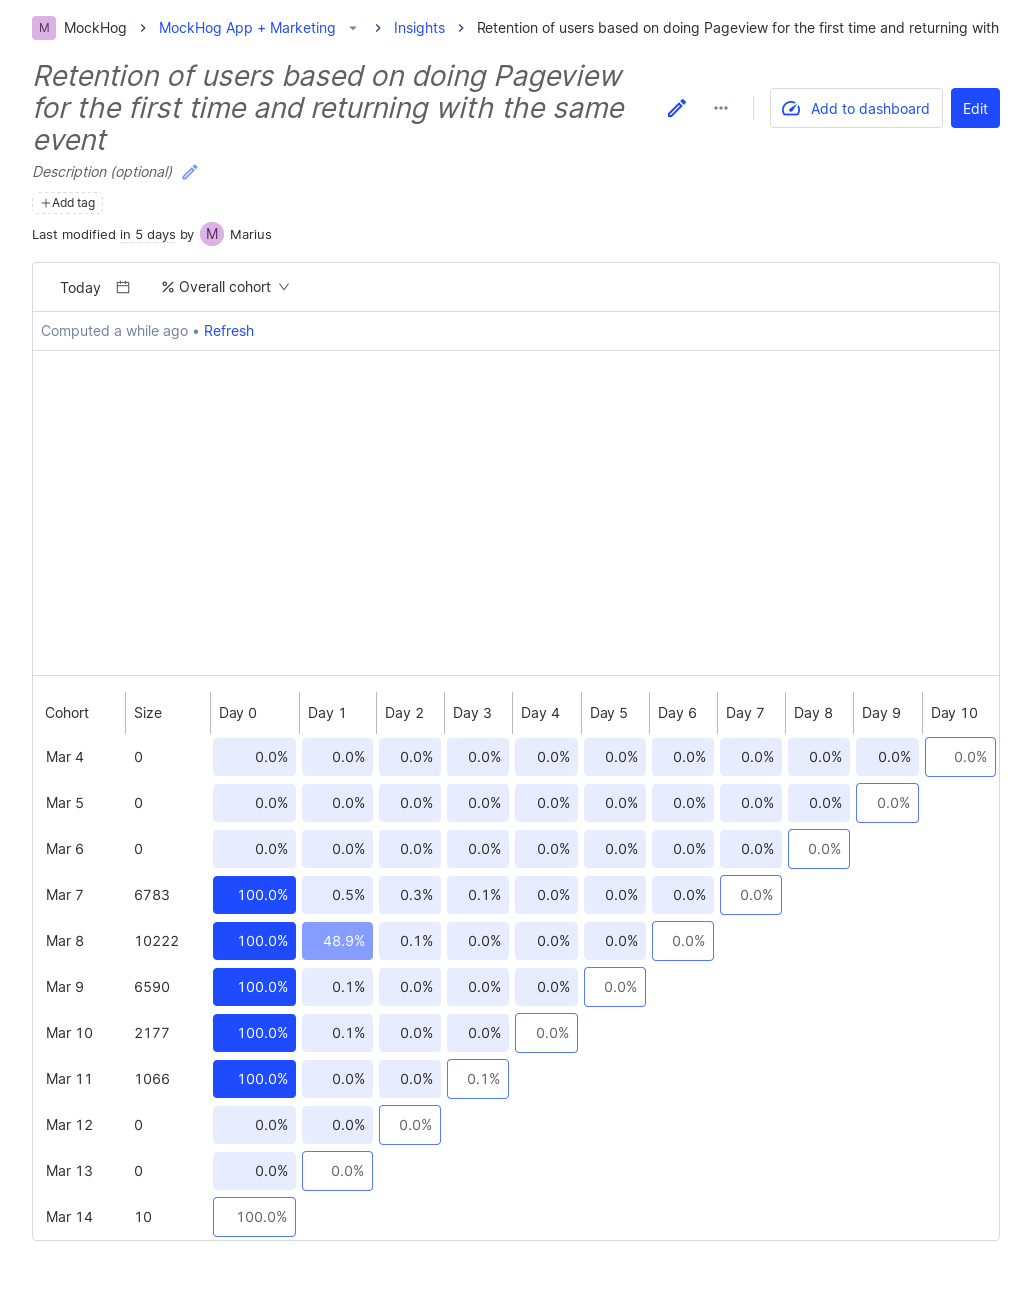 M MockHog > MockHog App + Marketing > Insights > Retention of users based on doing Pageview for the first time and returning with
Retention of users based on doing Pageview
for the first time and returning with the same
event
Add to dashboard
Edit
Description (optional)
+Add tag
Last modified in 5 days by M Marius
Today % Overall cohort
Computed a while ago • Refresh
Cohort Size Day 0 Day 1 Day 2 Day 3 Day 4 Day 5 Day 6 Day 7 Day 8 Day 9 Day 10
Mar 4 0 0.0% 0.0% 0.0% 0.0% 0.0% 0.0% 0.0% 0.0% 0.0% 0.0% 0.0%
Mar 5 0 0.0% 0.0% 0.0% 0.0% 0.0% 0.0% 0.0% 0.0% 0.0% 0.0%
Mar 6 0 0.0% 0.0% 0.0% 0.0% 0.0% 0.0% 0.0% 0.0% 0.0%
Mar 7 6783 100.0% 0.5% 0.3% 0.1% 0.0% 0.0% 0.0% 0.0%
Mar 8 10222 100.0% 48.9% 0.1% 0.0% 0.0% 0.0% 0.0%
Mar 9 6590 100.0% 0.1% 0.0% 0.0% 0.0% 0.0%
Mar 10 2177 100.0% 0.1% 0.0% 0.0% 0.0%
Mar 11 1066 100.0% 0.0% 0.0% 0.1%
Mar 12 0 0.0% 0.0% 0.0%
Mar 13 0 0.0% 0.0%
Mar 14 10 100.0%